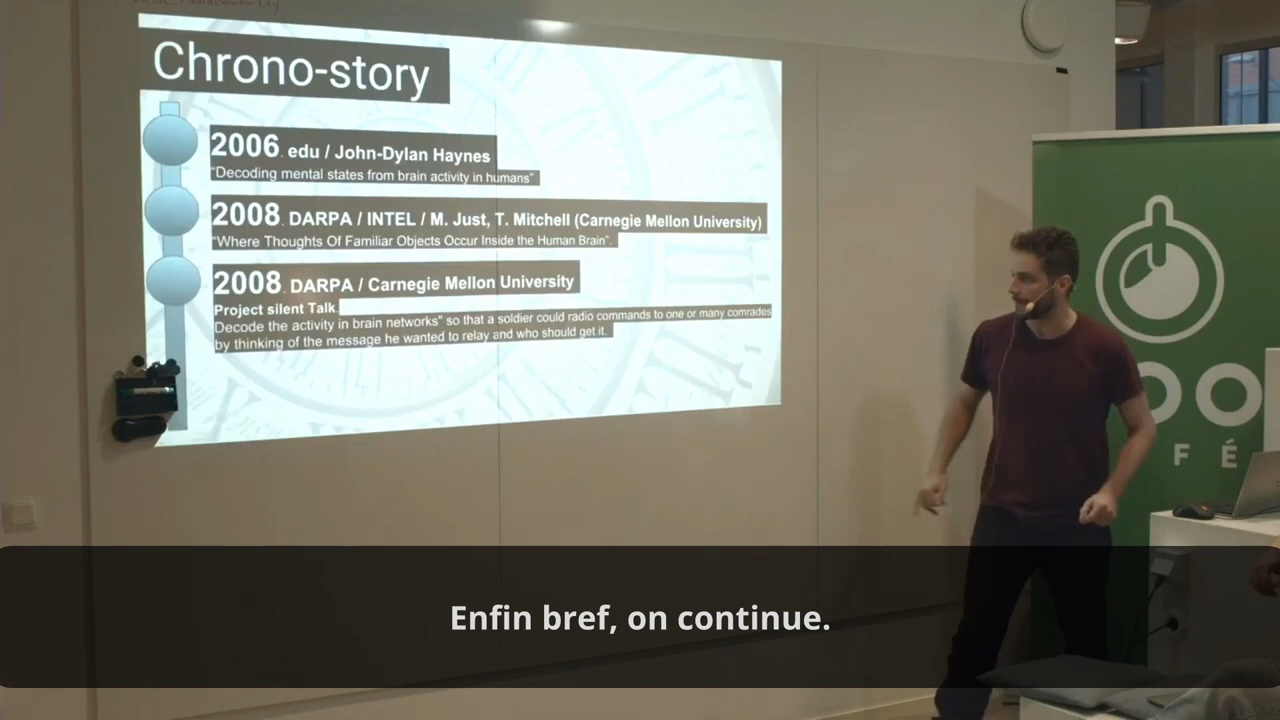 Chrono-story
2006. edu / John-Dylan Haynes
"Decoding mental states from brain activity in humans"
2008. DARPA / INTEL / M. Just, T. Mitchell (Carnegie Mellon University)
"Where Thoughts Of Familiar Objects Occur Inside the Human Brain".
2008. DARPA / Carnegie Mellon University
Project silent Talk.
Decode the activity in brain networks" so that a soldier could radio commands to one or many comrades
by thinking of the message he wanted to relay and who should get it.
OO
FÉ
Enfin bref, on continue.